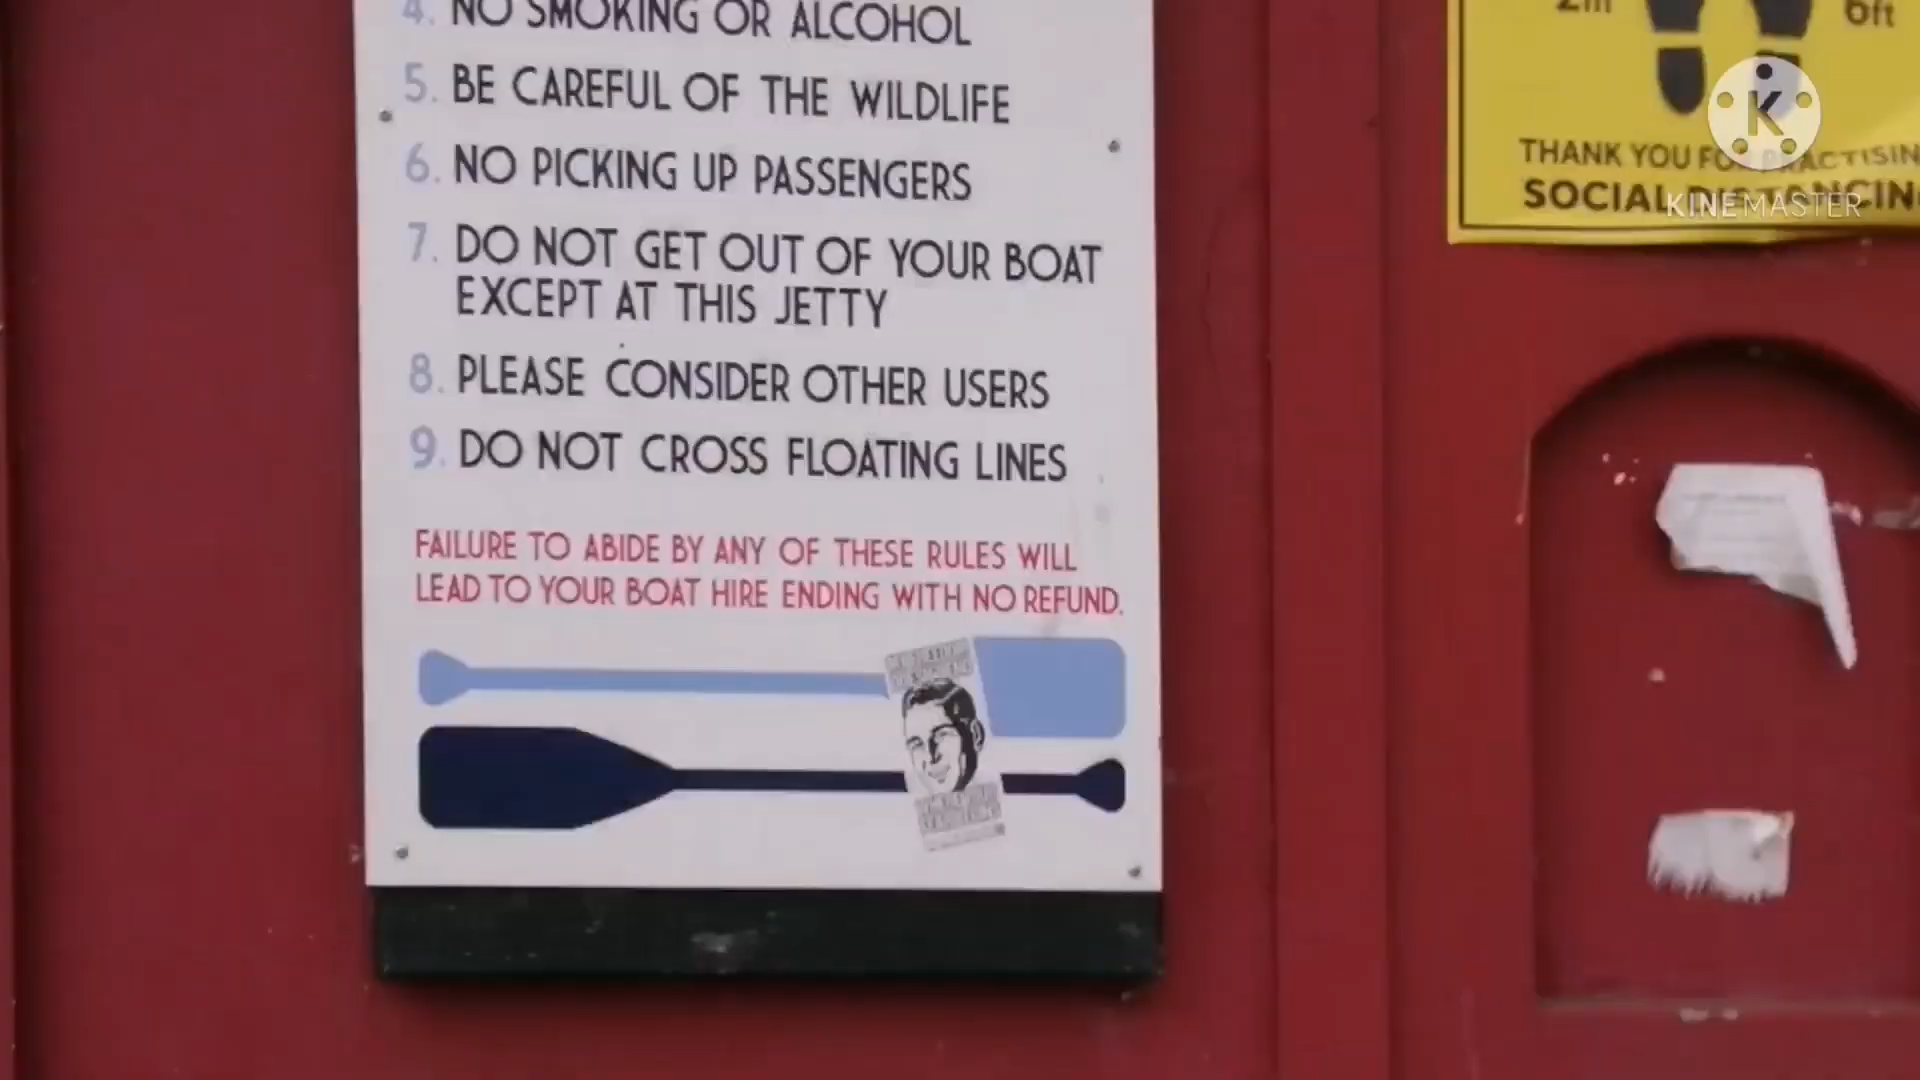 4. NO SMOKING OR ALCOHOL
5. BE CAREFUL OF THE WILDLIFE
6. NO PICKING UP PASSENGERS
7. DO NOT GET OUT OF YOUR BOAT
EXCEPT AT THIS JETTY
8. PLEASE CONSIDER OTHER USERS
9. DO NOT CROSS FLOATING LINES
FAILURE TO ABIDE BY ANY OF THESE RULES WILL
LEAD TO YOUR BOAT HIRE ENDING WITH NO REFUND.
2m 6ft
THANK YOU FOR PRACTISIN
SOCIAL DISTANCIN
K
KINEMASTER